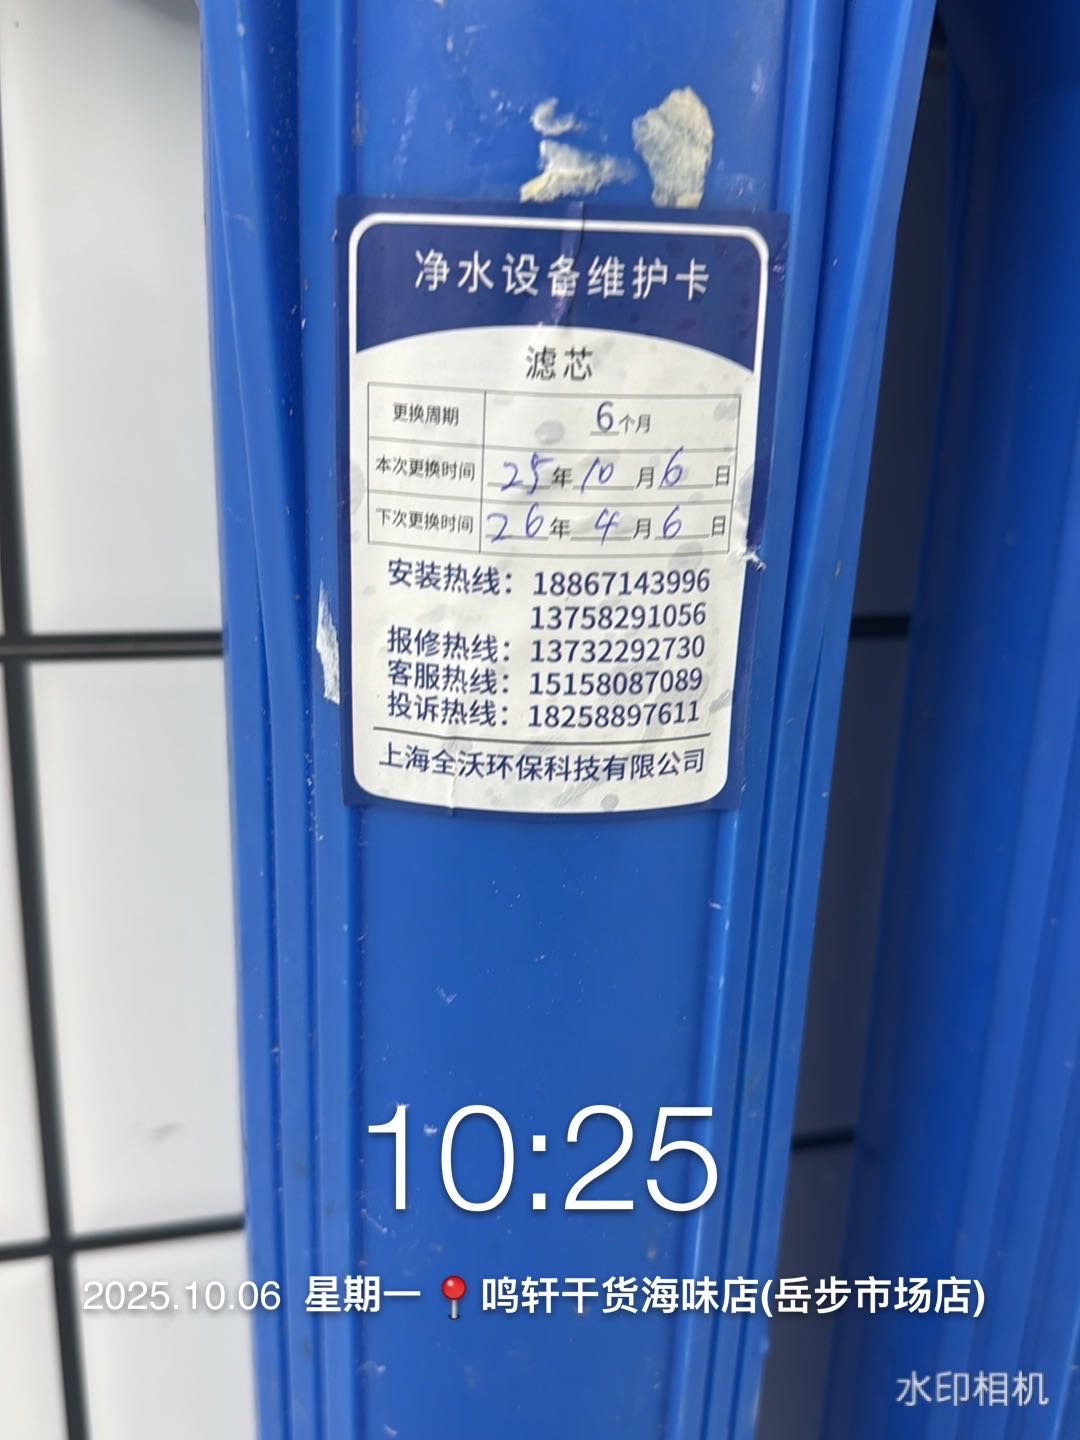 净水设备维护卡
滤芯
更换周期 6个月
本次更换时间 25年10月6日
下次更换时间 26年4月6日
安装热线：18867143996
13758291056
报修热线：13732292730
客服热线：15158087089
投诉热线：18258897611
上海全沃环保科技有限公司
10:25
2025.10.06 星期一 📍鸣轩干货海味店(岳步市场店)
水印相机